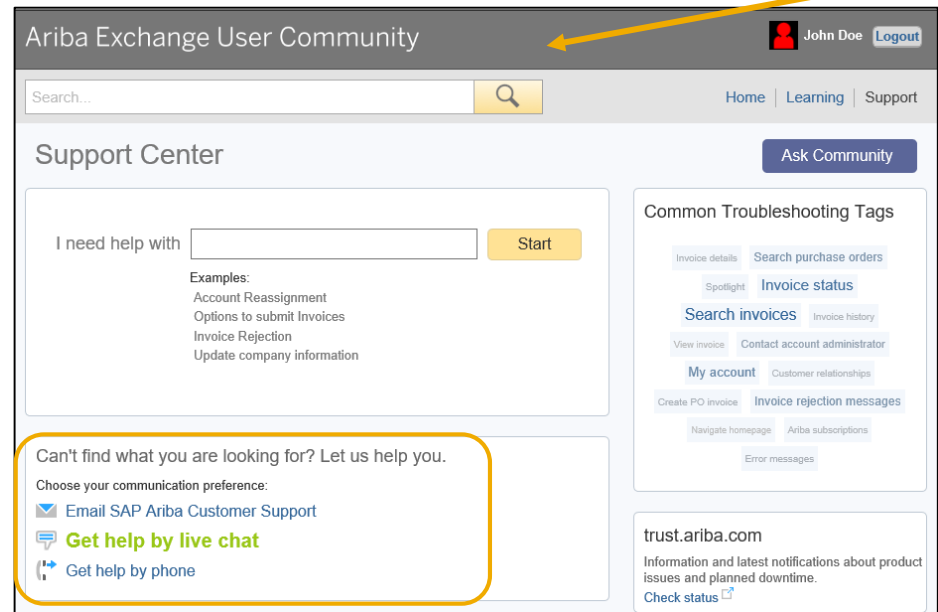 Ariba Exchange User Community
John Doe Logout
Search...
Home Learning Support
Support Center
Ask Community
I need help with
Start
Examples:
Account Reassignment
Options to submit Invoices
Invoice Rejection
Update company information
Can't find what you are looking for? Let us help you.
Choose your communication preference:
Email SAP Ariba Customer Support
Get help by live chat
Get help by phone
Common Troubleshooting Tags
Invoice details Search purchase orders
Spotlight Invoice status
Search invoices Invoice history
View invoice Contact account administrator
My account Customer relationships
Create PO invoice Invoice rejection messages
Navigate homepage Ariba subscriptions
Error messages
trust.ariba.com
Information and latest notifications about product
issues and planned downtime.
Check status